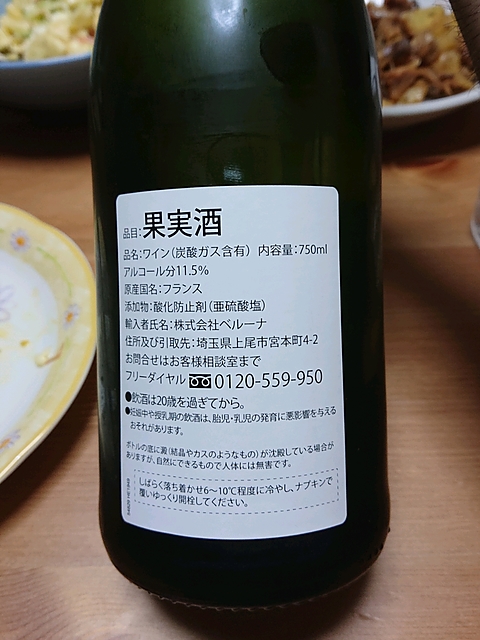 品目:果実酒
品名:ワイン(炭酸ガス含有) 内容量:750ml
アルコール分11.5%
原産国名:フランス
添加物:酸化防止剤(亜硫酸塩)
輸入者氏名:株式会社ベルーナ
住所及び引取先:埼玉県上尾市宮本町4-2
お問合せはお客様相談室まで
フリーダイヤル 0120-559-950
●飲酒は20歳を過ぎてから。
●妊娠中や授乳期の飲酒は、胎児・乳児の発育に悪影響を与える
おそれがあります。
ボトルの底に澱(結晶やカスのようなもの)が沈殿している場合が
ありますが、自然にできるもので人体には無害です。
しばらく落ち着かせ6〜10℃程度に冷やし、ナプキンで
覆いゆっくり開栓してください。